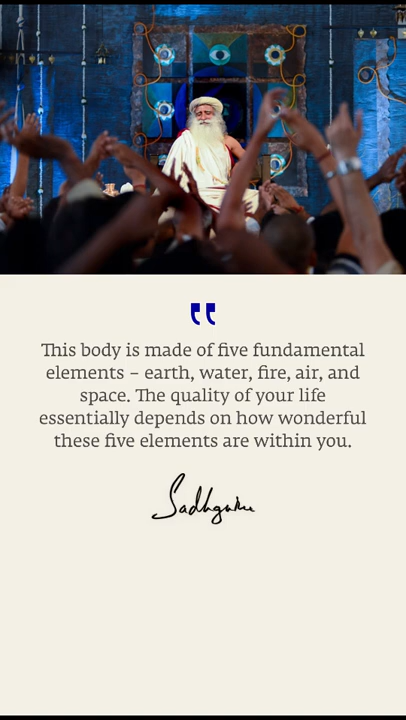 This body is made of five fundamental
elements – earth, water, fire, air, and
space. The quality of your life
essentially depends on how wonderful
these five elements are within you.
Sadhguru